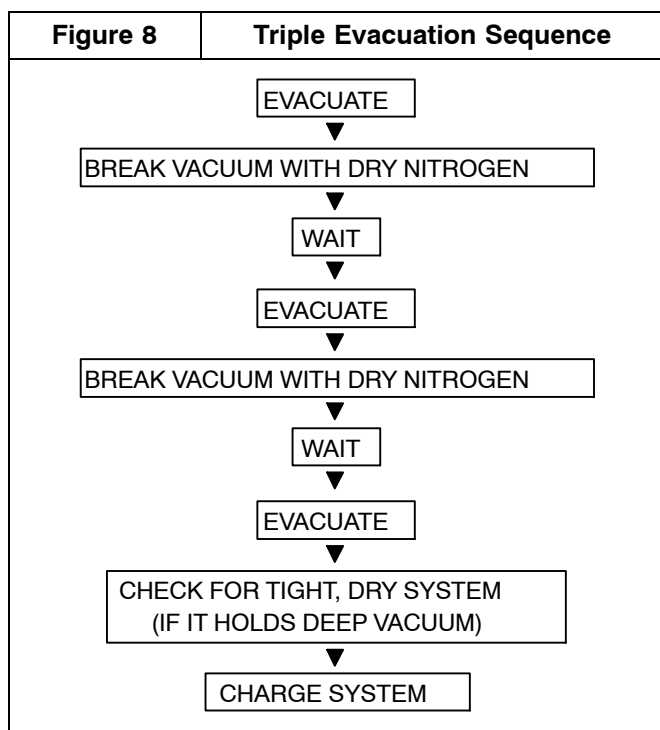 Figure 8 Triple Evacuation Sequence
EVACUATE
BREAK VACUUM WITH DRY NITROGEN
WAIT
EVACUATE
BREAK VACUUM WITH DRY NITROGEN
WAIT
EVACUATE
CHECK FOR TIGHT, DRY SYSTEM
(IF IT HOLDS DEEP VACUUM)
CHARGE SYSTEM